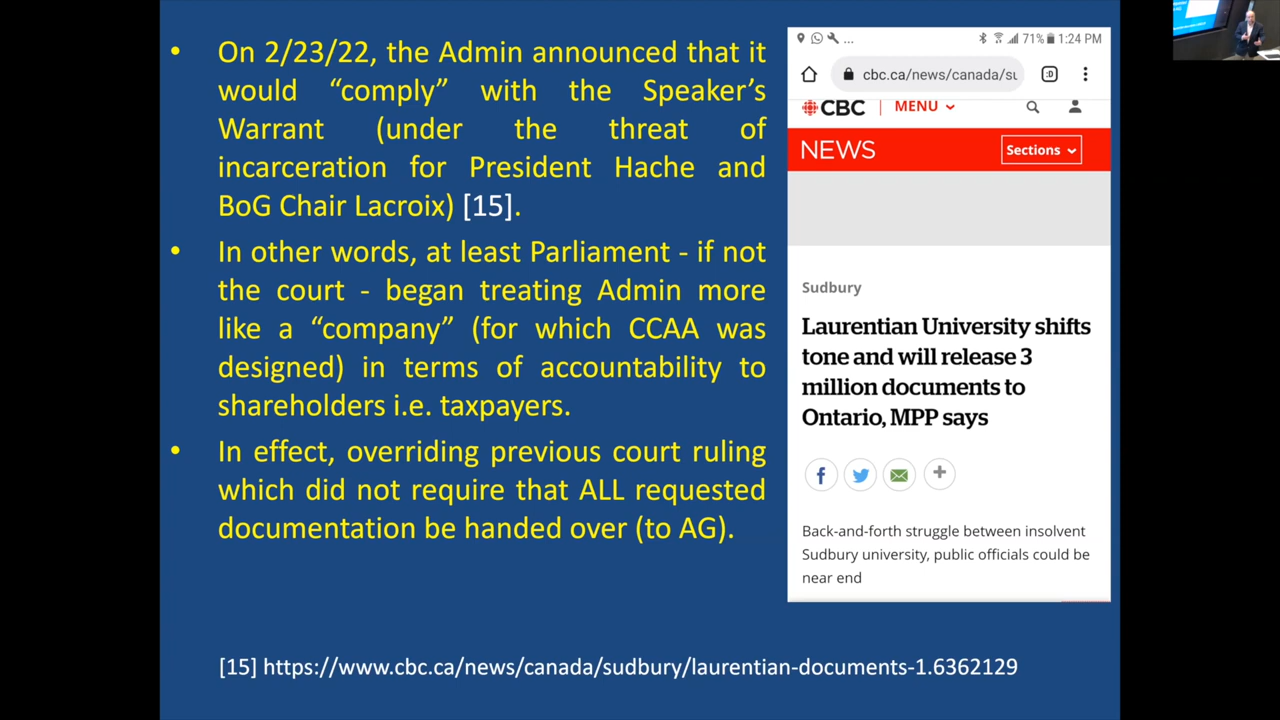 • On 2/23/22, the Admin announced that it
would “comply” with the Speaker’s
Warrant (under the threat of
incarceration for President Hache and
BoG Chair Lacroix) [15].
• In other words, at least Parliament - if not
the court - began treating Admin more
like a “company” (for which CCAA was
designed) in terms of accountability to
shareholders i.e. taxpayers.
• In effect, overriding previous court ruling
which did not require that ALL requested
documentation be handed over (to AG).
... 71% 1:24 PM
cbc.ca/news/canada/su :D
CBC | MENU
NEWS Sections
Sudbury
Laurentian University shifts
tone and will release 3
million documents to
Ontario, MPP says
Back-and-forth struggle between insolvent
Sudbury university, public officials could be
near end
[15] https://www.cbc.ca/news/canada/sudbury/laurentian-documents-1.6362129